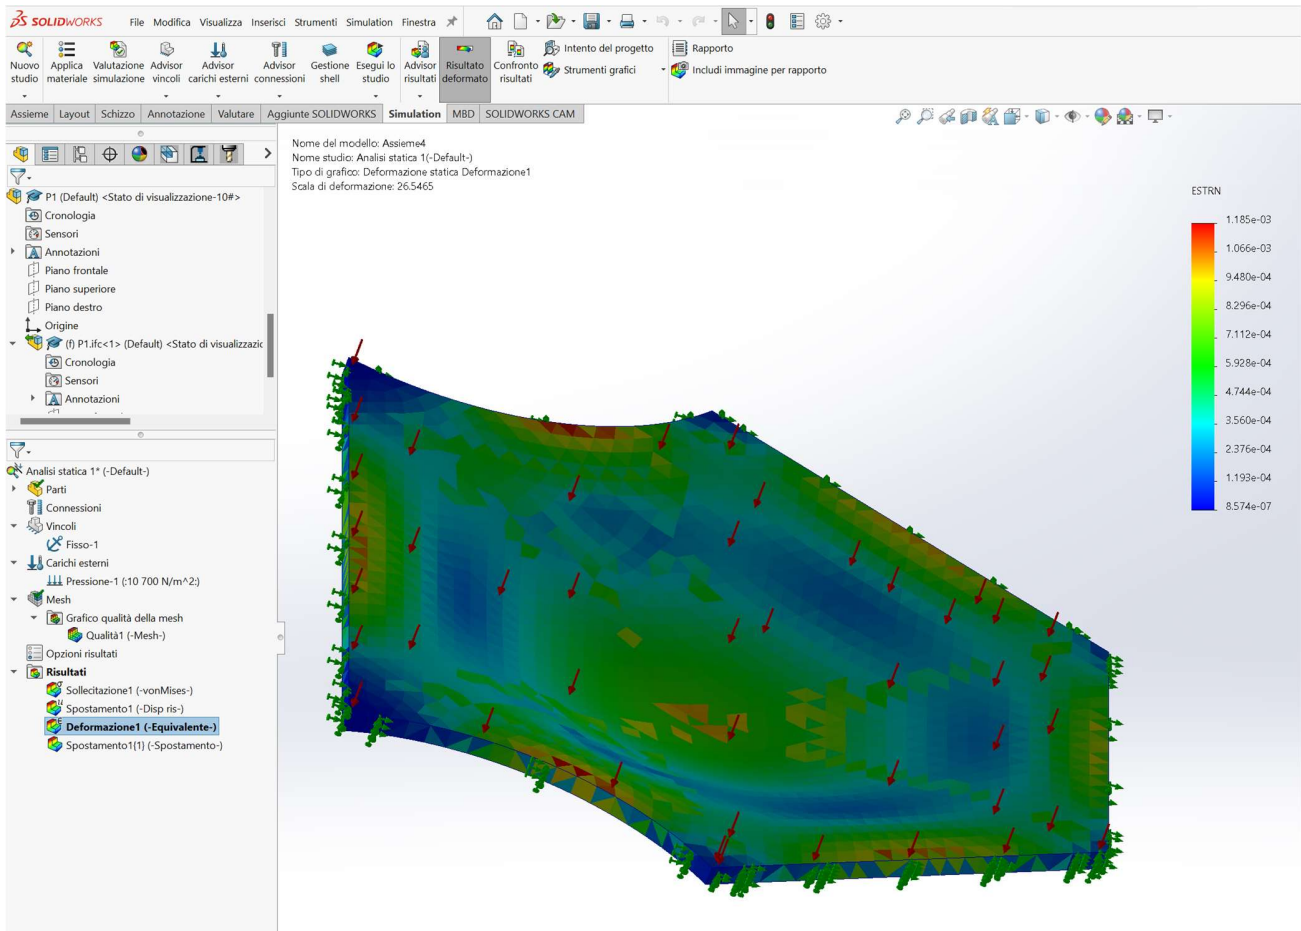 SOLIDWORKS
File Modifica Visualizza Inserisci Strumenti Simulation Finestra
Nuovo studio
Applica materiale
Valutazione simulazione
Advisor vincoli
Advisor carichi esterni
Advisor connessioni
Gestione shell
Esegui lo studio
Advisor risultati
Risultato deformato
Confronto risultati
Intento del progetto
Strumenti grafici
Rapporto
Includi immagine per rapporto
Assieme Layout Schizzo Annotazione Valutare Aggiunte SOLIDWORKS Simulation MBD SOLIDWORKS CAM
P1 (Default) <Stato di visualizzazione-10#>
Cronologia
Sensori
Annotazioni
Piano frontale
Piano superiore
Piano destro
Origine
(f) P1.ifc<1> (Default) <Stato di visualizzazic
Cronologia
Sensori
Annotazioni
Analisi statica 1* (-Default-)
Parti
Connessioni
Vincoli
Fisso-1
Carichi esterni
Pressione-1 (:10 700 N/m^2:)
Mesh
Grafico qualità della mesh
Qualità1 (-Mesh-)
Opzioni risultati
Risultati
Sollecitazione1 (-vonMises-)
Spostamento1 (-Disp ris-)
Deformazione1 (-Equivalente-)
Spostamento1{1} (-Spostamento-)
Nome del modello: Assieme4
Nome studio: Analisi statica 1(-Default-)
Tipo di grafico: Deformazione statica Deformazione1
Scala di deformazione: 26.5465
ESTRN
1.185e-03
1.066e-03
9.480e-04
8.296e-04
7.112e-04
5.928e-04
4.744e-04
3.560e-04
2.376e-04
1.193e-04
8.574e-07